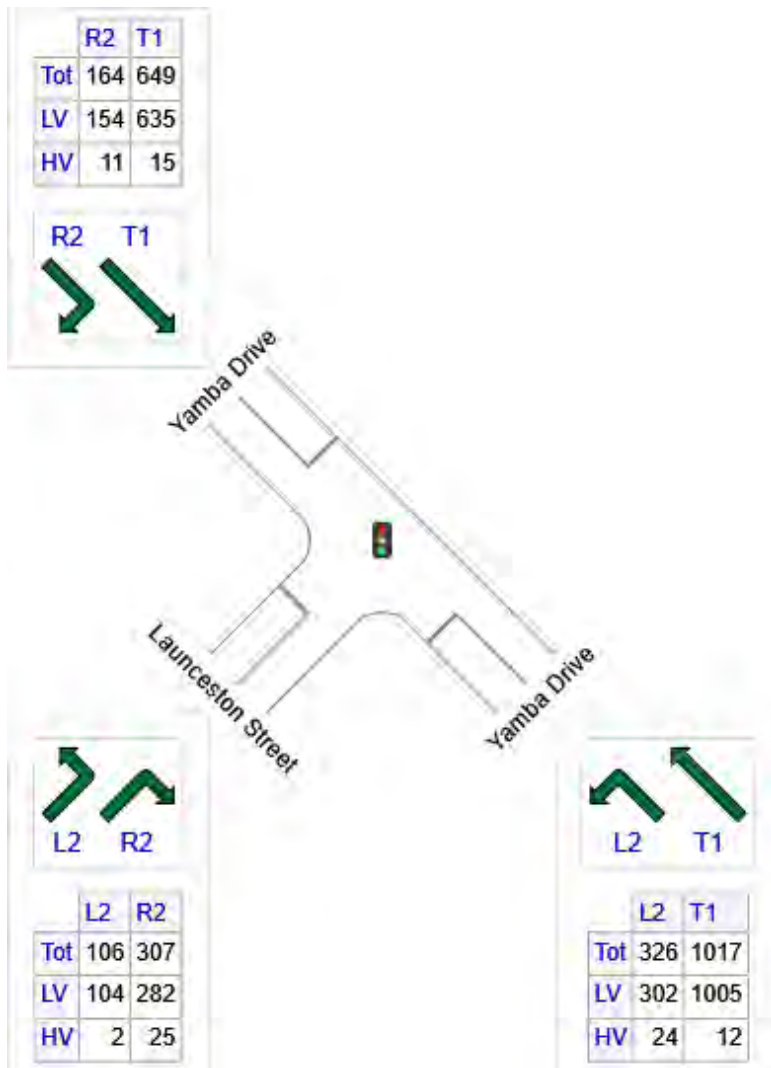 R2 T1
Tot 164 649
LV 154 635
HV 11 15
R2 T1
Yamba Drive
Launceston Street
Yamba Drive
L2 R2
L2 R2
Tot 106 307
LV 104 282
HV 2 25
L2 T1
L2 T1
Tot 326 1017
LV 302 1005
HV 24 12